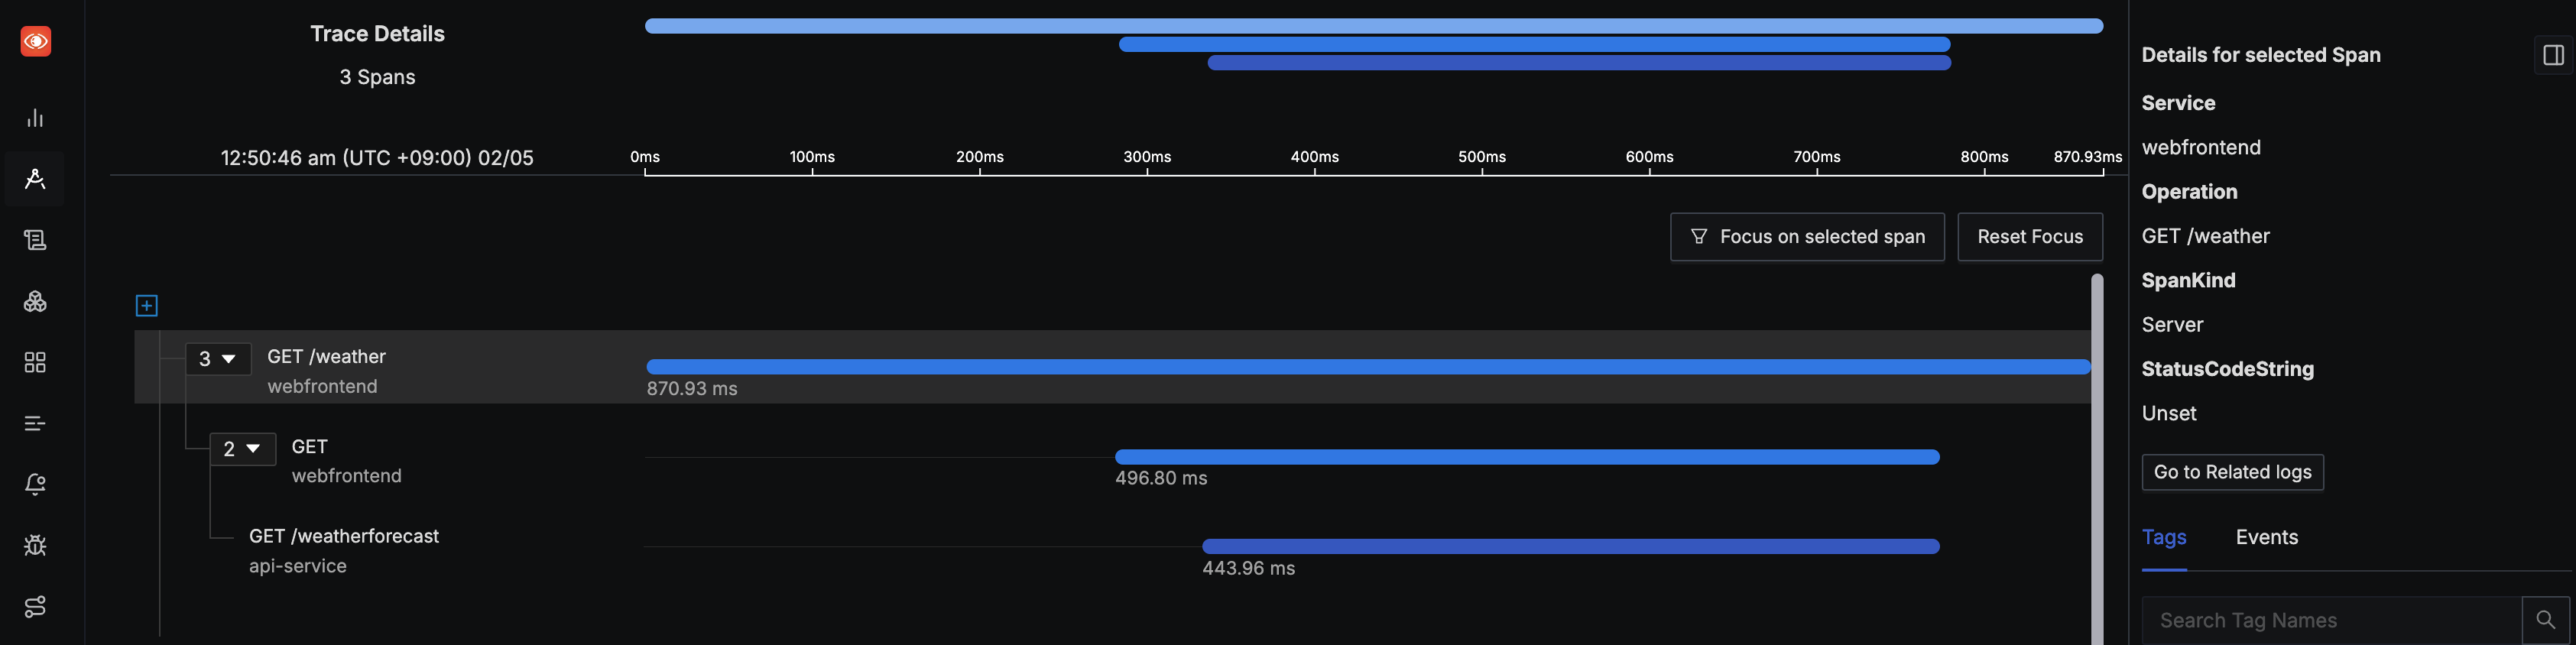 Trace Details
3 Spans
12:50:46 am (UTC +09:00) 02/05
0ms 100ms 200ms 300ms 400ms 500ms 600ms 700ms 800ms 870.93ms
Focus on selected span
Reset Focus
3
GET /weather
webfrontend
870.93 ms
2
GET
webfrontend
496.80 ms
GET /weatherforecast
api-service
443.96 ms
Details for selected Span
Service
webfrontend
Operation
GET /weather
SpanKind
Server
StatusCodeString
Unset
Go to Related logs
Tags Events
Search Tag Names